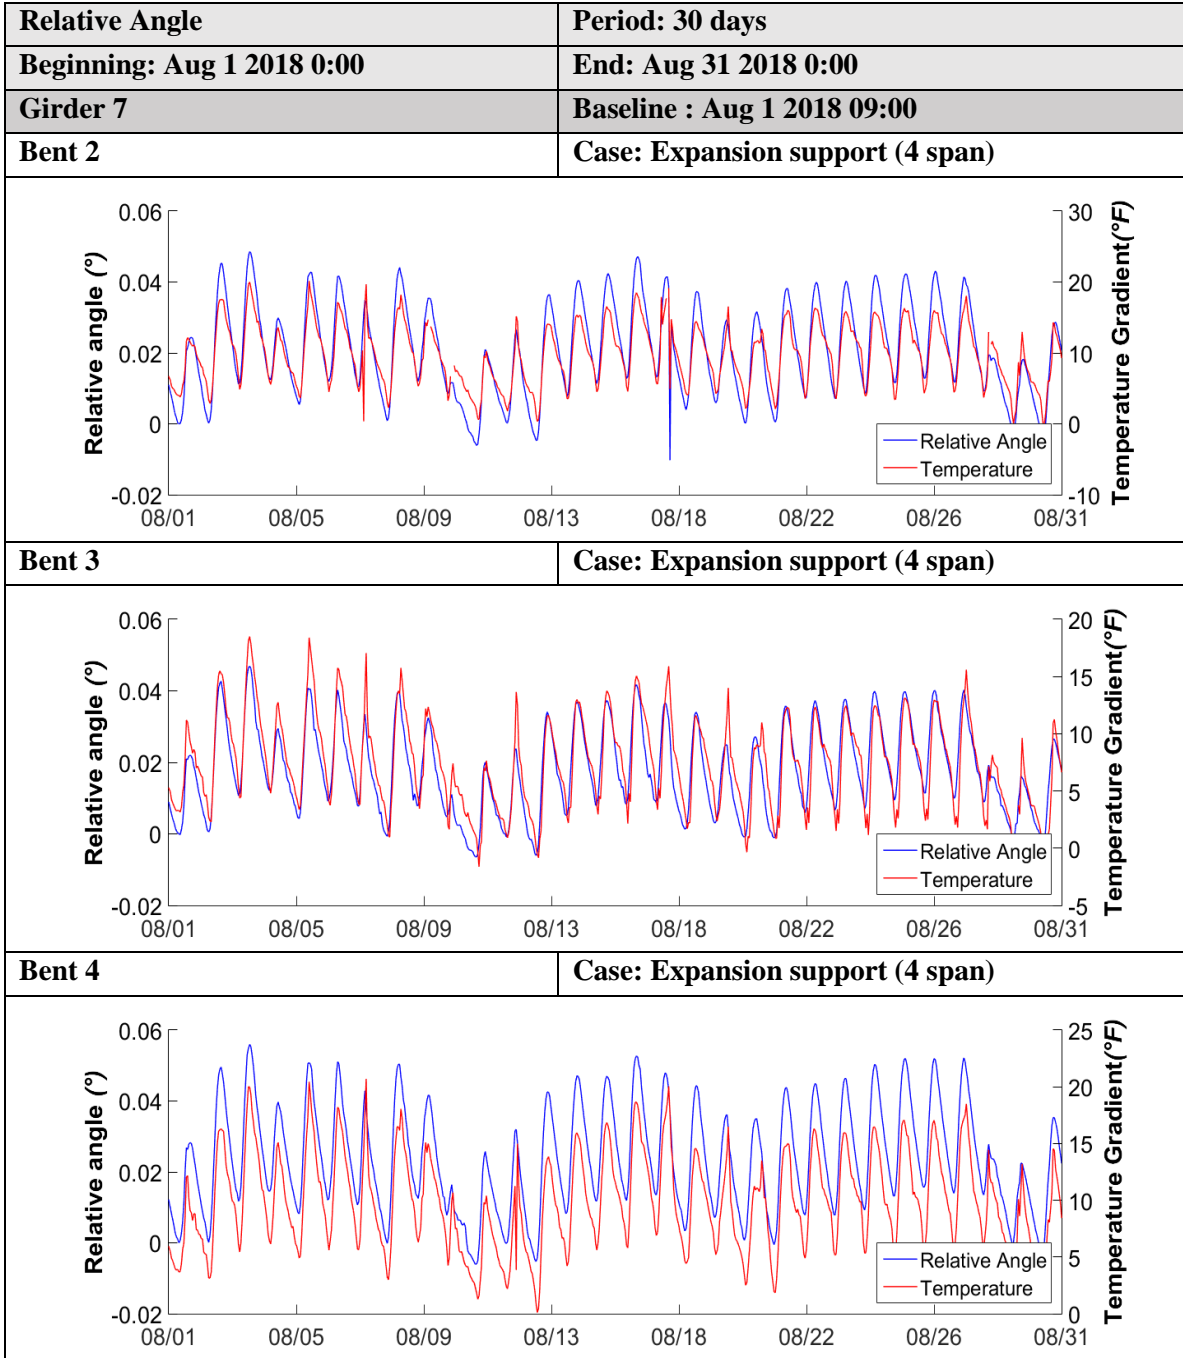 Relative Angle Period: 30 days
Beginning: Aug 1 2018 0:00 End: Aug 31 2018 0:00
Girder 7 Baseline : Aug 1 2018 09:00
Bent 2 Case: Expansion support (4 span)
Relative angle (°)
0.06
0.04
0.02
0
-0.02
30
20
10
0
-10
Temperature Gradient(°F)
Relative Angle
Temperature
08/01 08/05 08/09 08/13 08/18 08/22 08/26 08/31
Bent 3 Case: Expansion support (4 span)
Relative angle (°)
0.06
0.04
0.02
0
-0.02
20
15
10
5
0
-5
Temperature Gradient(°F)
Relative Angle
Temperature
08/01 08/05 08/09 08/13 08/18 08/22 08/26 08/31
Bent 4 Case: Expansion support (4 span)
Relative angle (°)
0.06
0.04
0.02
0
-0.02
25
20
15
10
5
0
Temperature Gradient(°F)
Relative Angle
Temperature
08/01 08/05 08/09 08/13 08/18 08/22 08/26 08/31